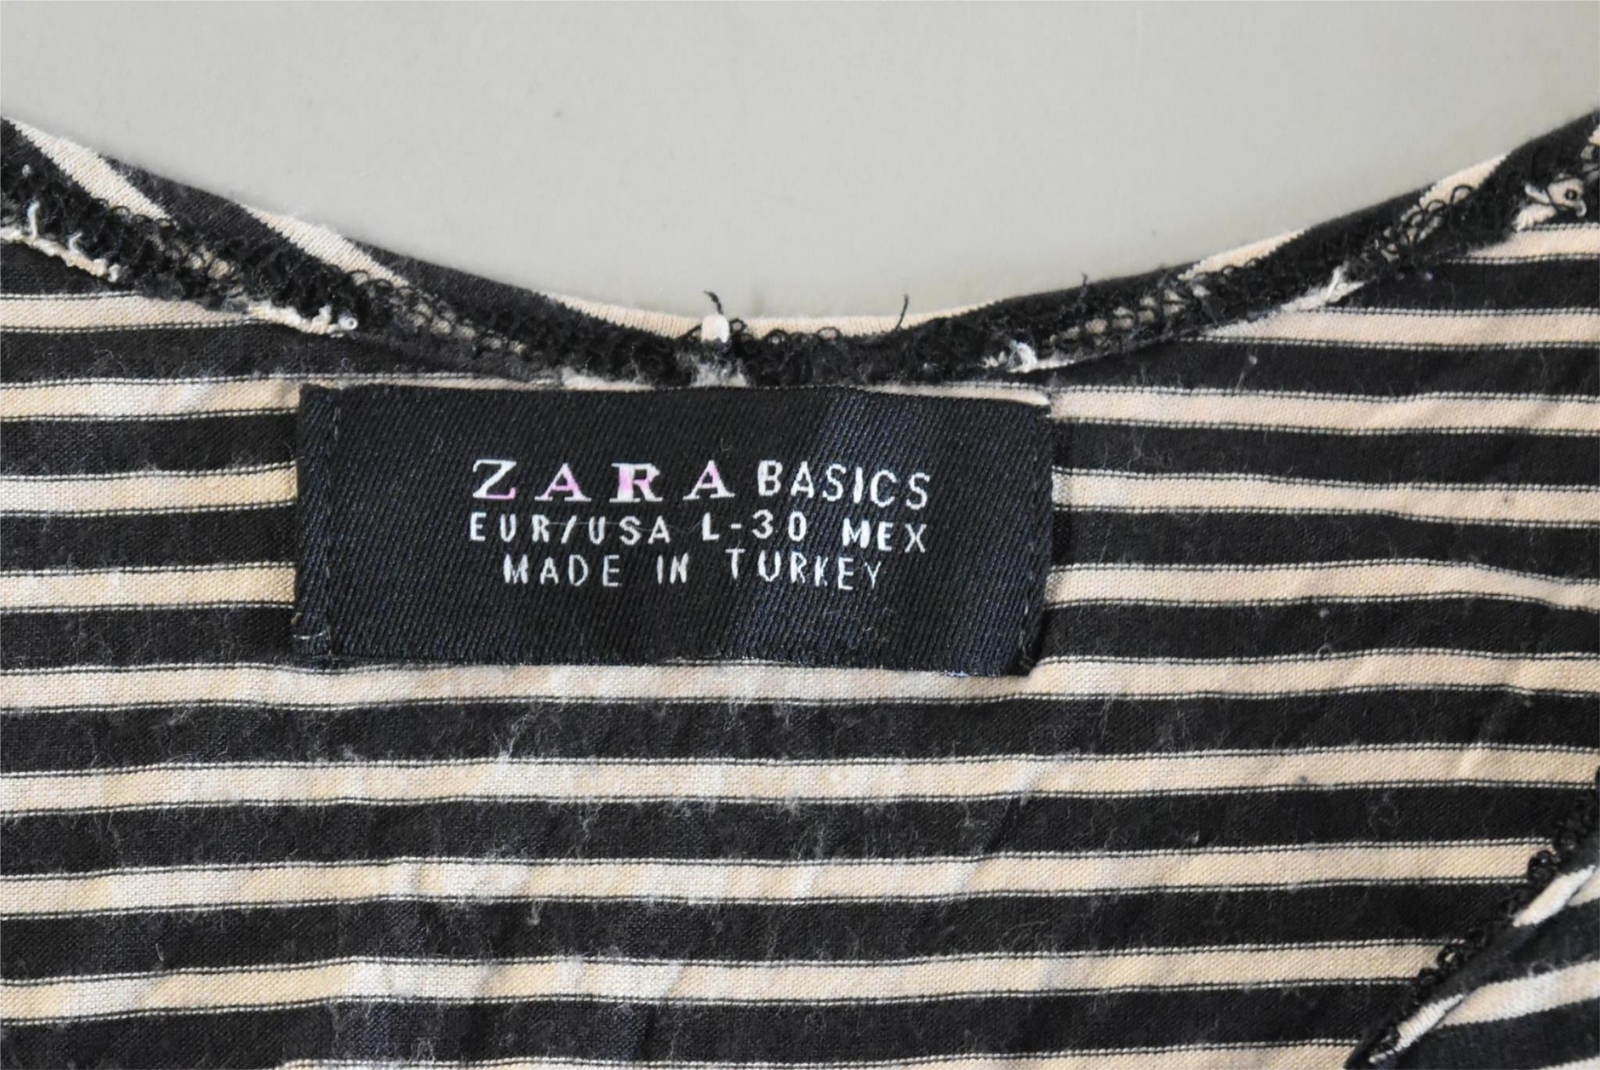 ZARA BASICS
EUR/USA L-30 MEX
MADE IN TURKEY